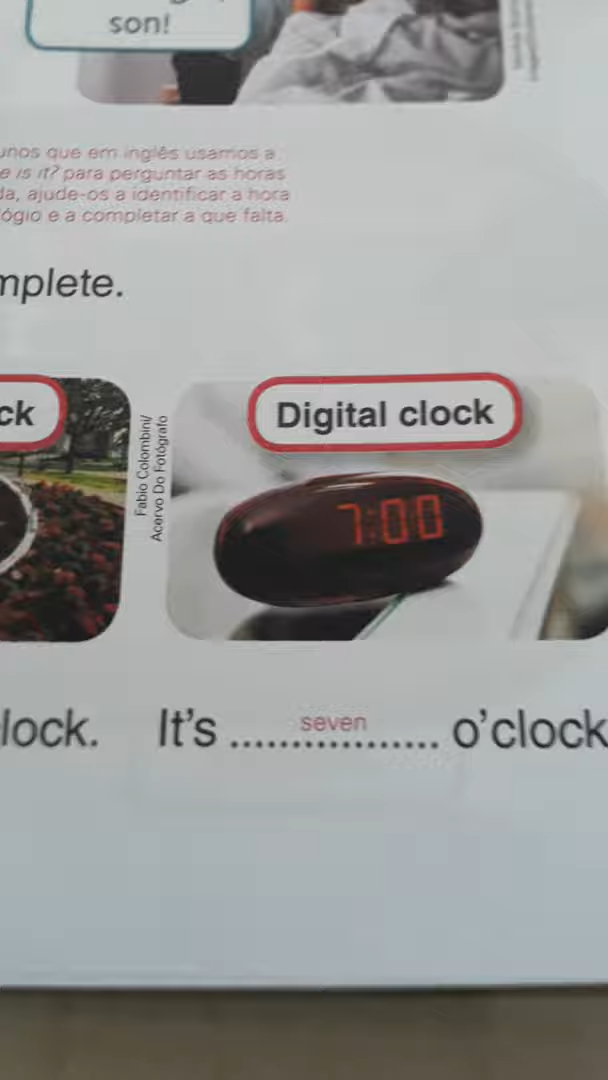 son!
unos que em inglês usamos a
e is it? para perguntar as horas
da, ajude-os a identificar a hora
lógio e a completar a que falta.
mplete.
ck
Fabio Colombini/
Acervo Do Fotógrafo
Digital clock
7:00
lock.
It's seven o'clock